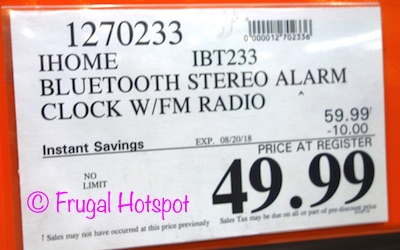 1270233
0000012702336
IHOME IBT233
BLUETOOTH STEREO ALARM
CLOCK W/FM RADIO
59.99†
-10.00
Instant Savings EXP. 08/20/18 PRICE AT REGISTER
NO
LIMIT
49.99
© Frugal Hotspot
† Sales may not have occurred at this price previously
Sales Tax may be due on all or part of pre-discount price